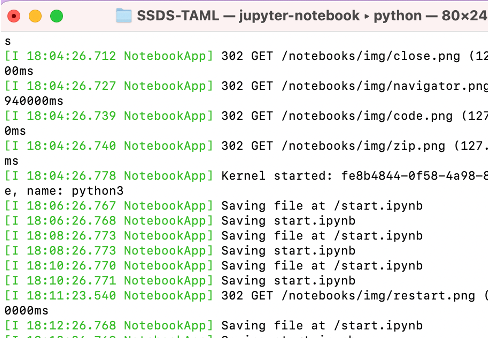 SSDS-TAML — jupyter-notebook ▸ python — 80×24
s
[I 18:04:26.712 NotebookApp] 302 GET /notebooks/img/close.png (12
00ms
[I 18:04:26.727 NotebookApp] 302 GET /notebooks/img/navigator.png
940000ms
[I 18:04:26.739 NotebookApp] 302 GET /notebooks/img/code.png (127
0ms
[I 18:04:26.740 NotebookApp] 302 GET /notebooks/img/zip.png (127.
ms
[I 18:04:26.778 NotebookApp] Kernel started: fe8b4844-0f58-4a98-8
e, name: python3
[I 18:06:26.767 NotebookApp] Saving file at /start.ipynb
[I 18:06:26.768 NotebookApp] Saving start.ipynb
[I 18:08:26.773 NotebookApp] Saving file at /start.ipynb
[I 18:08:26.773 NotebookApp] Saving start.ipynb
[I 18:10:26.770 NotebookApp] Saving file at /start.ipynb
[I 18:10:26.771 NotebookApp] Saving start.ipynb
[I 18:11:23.540 NotebookApp] 302 GET /notebooks/img/restart.png (
0000ms
[I 18:12:26.768 NotebookApp] Saving file at /start.ipynb